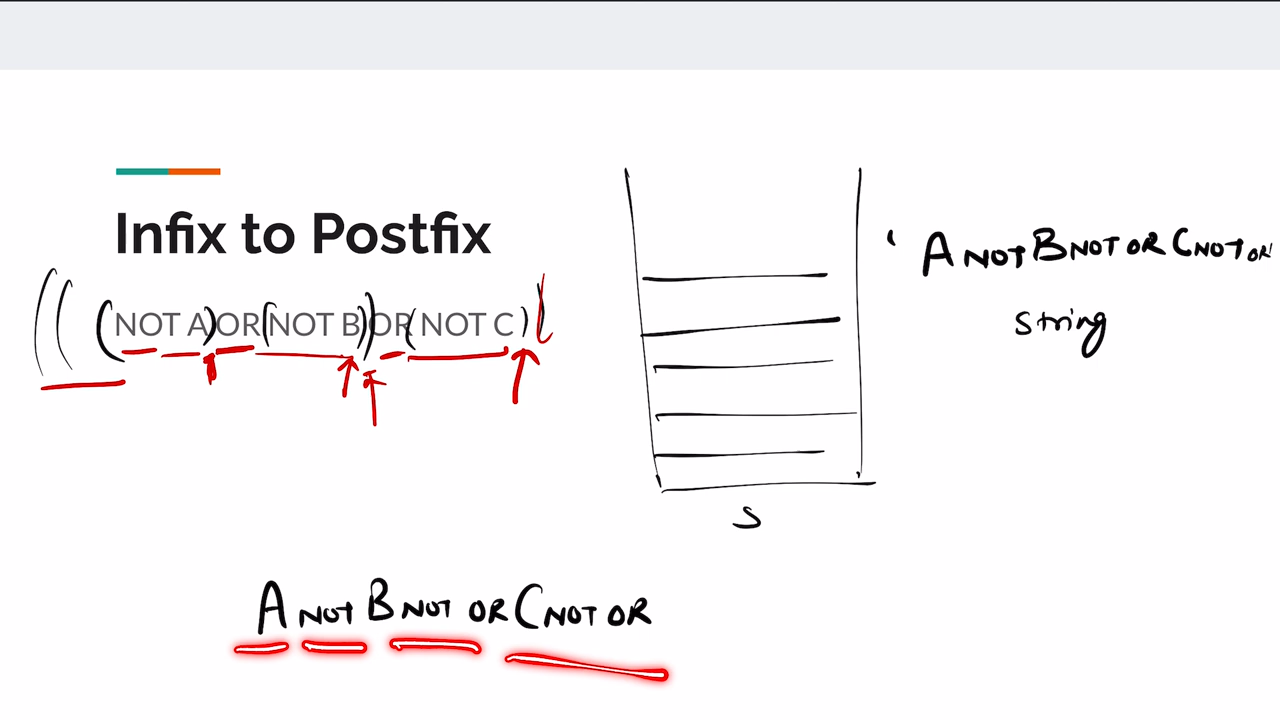 Infix to Postfix
(((NOT A) OR (NOT B)) OR (NOT C))
' A NOT B NOT OR C NOT OR'
string
S
A NOT B NOT OR C NOT OR